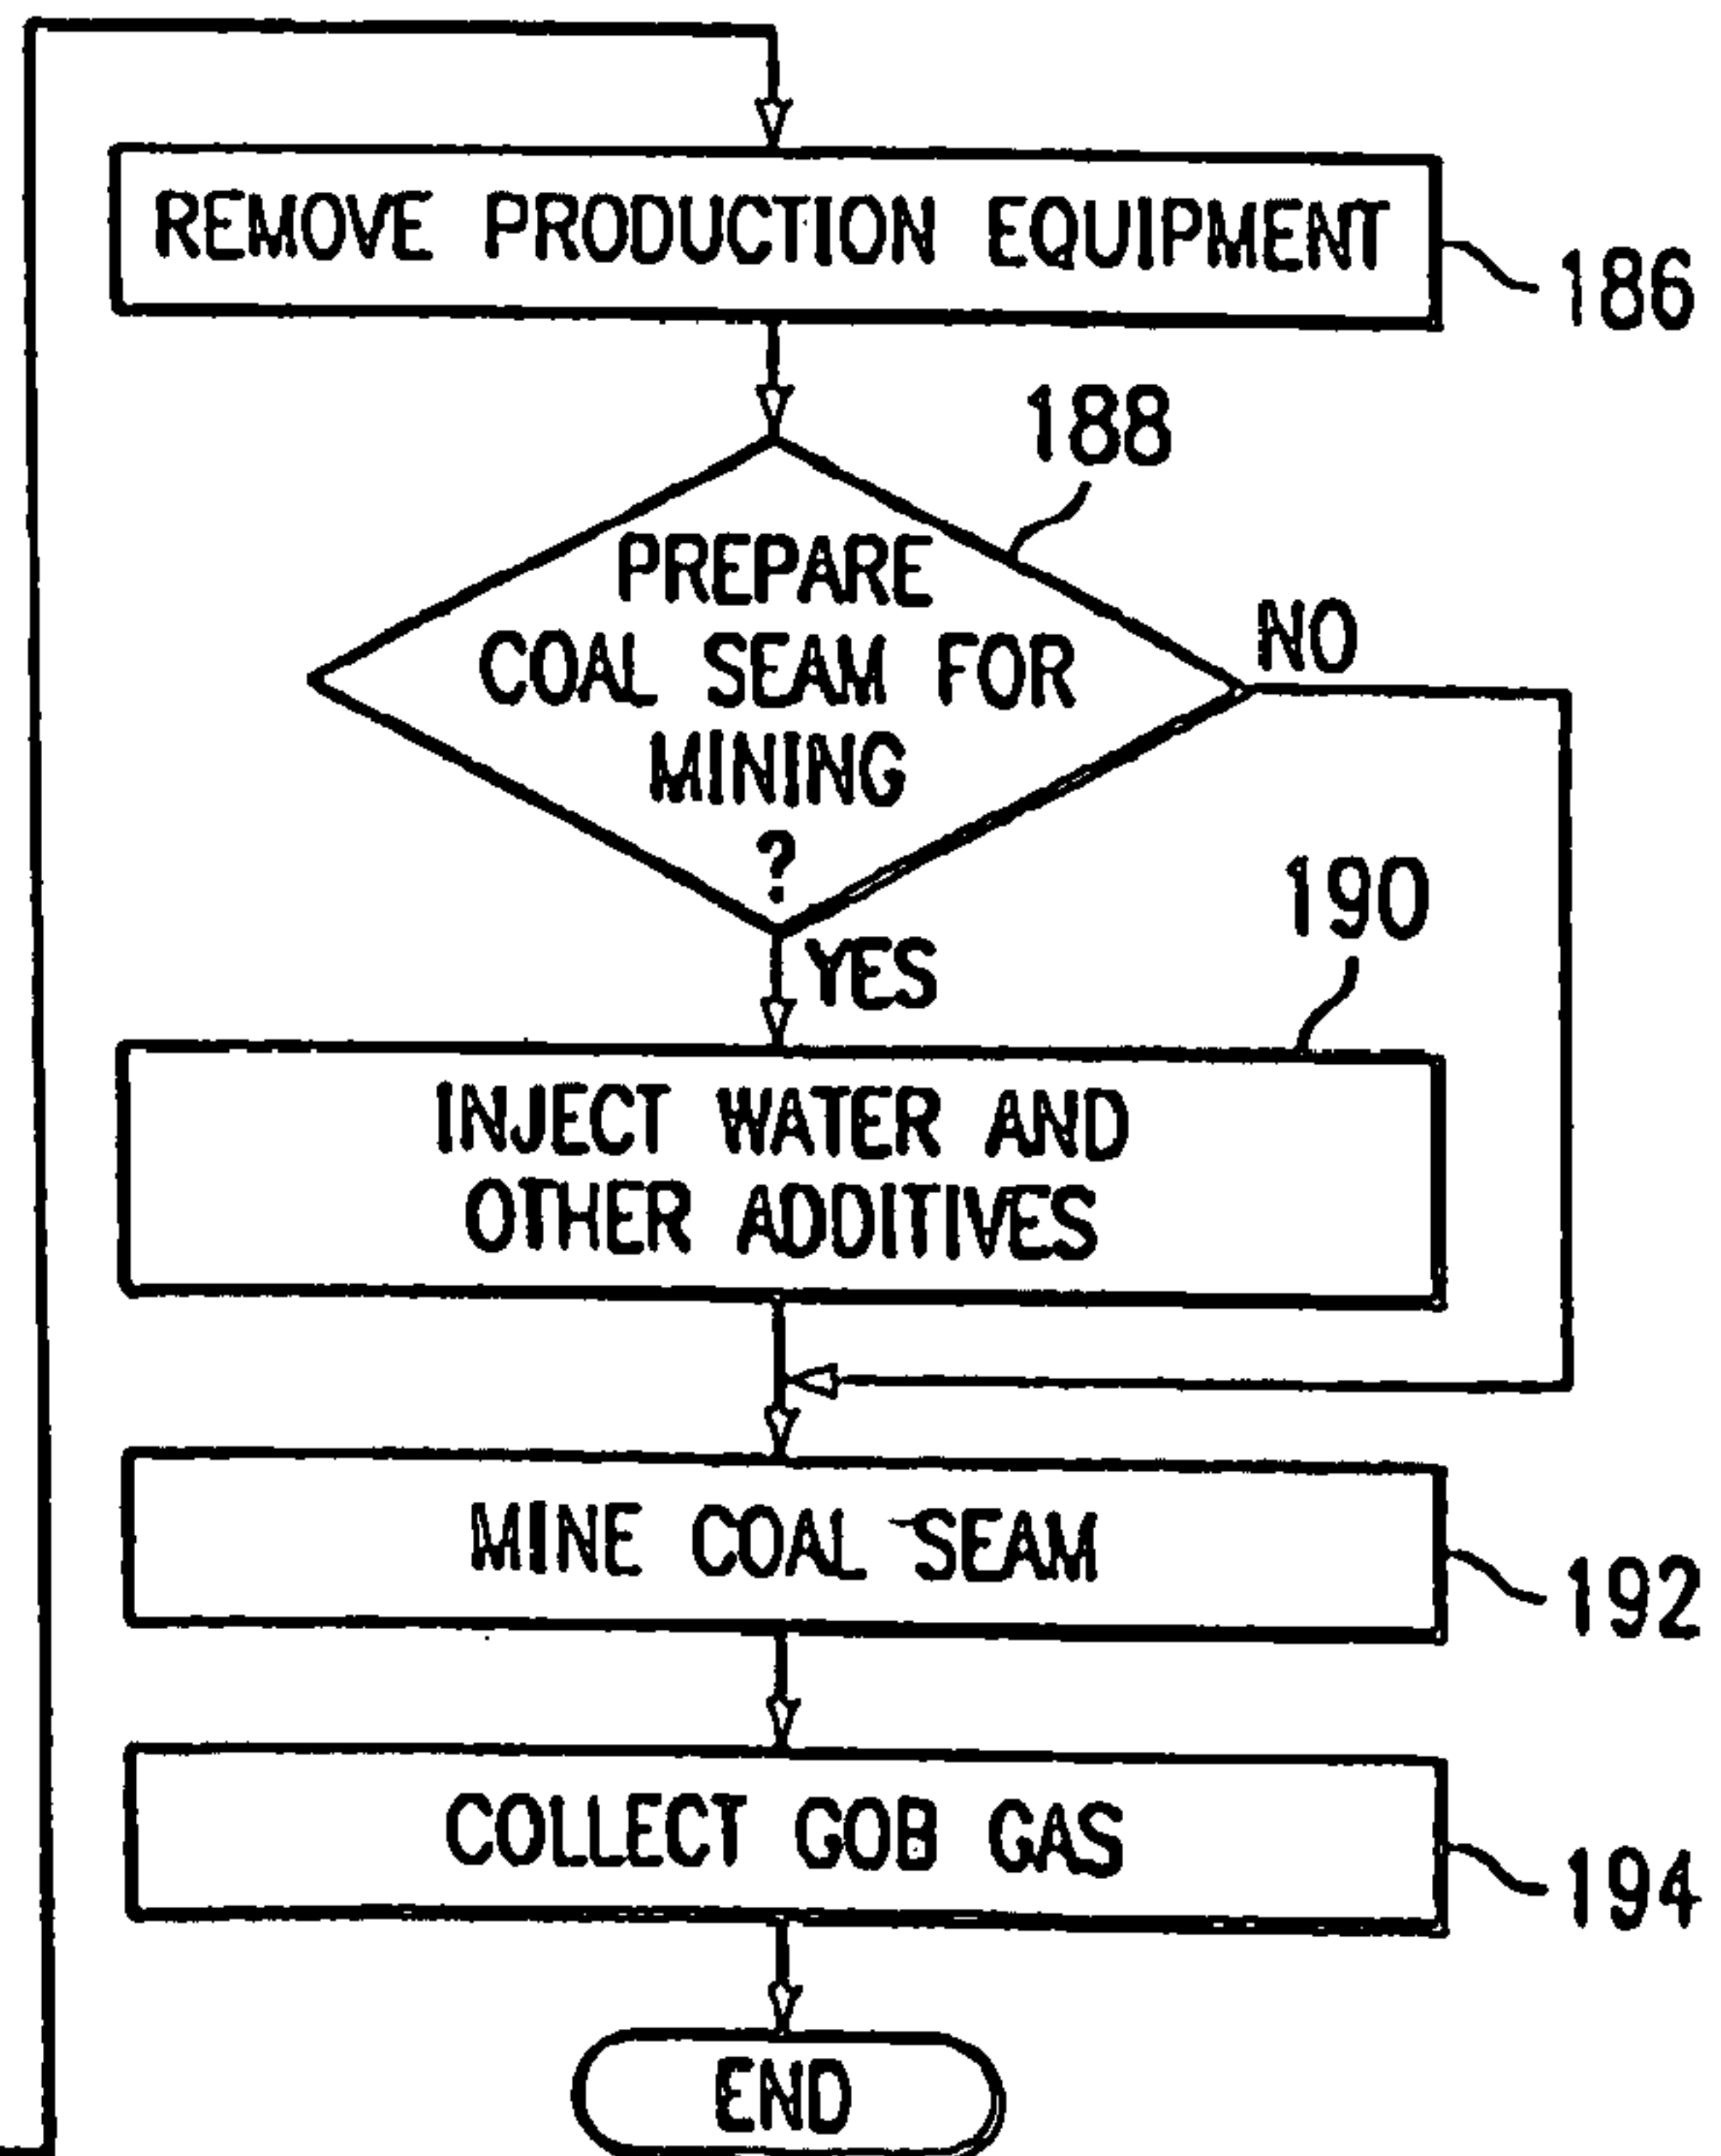 REMOVE PRODUCTION EQUIPMENT
186
188
PREPARE
COAL SEAM FOR
MINING
?
NO
YES
190
INJECT WATER AND
OTHER ADDITIVES
MINE COAL SEAM
192
COLLECT GOB GAS
194
END